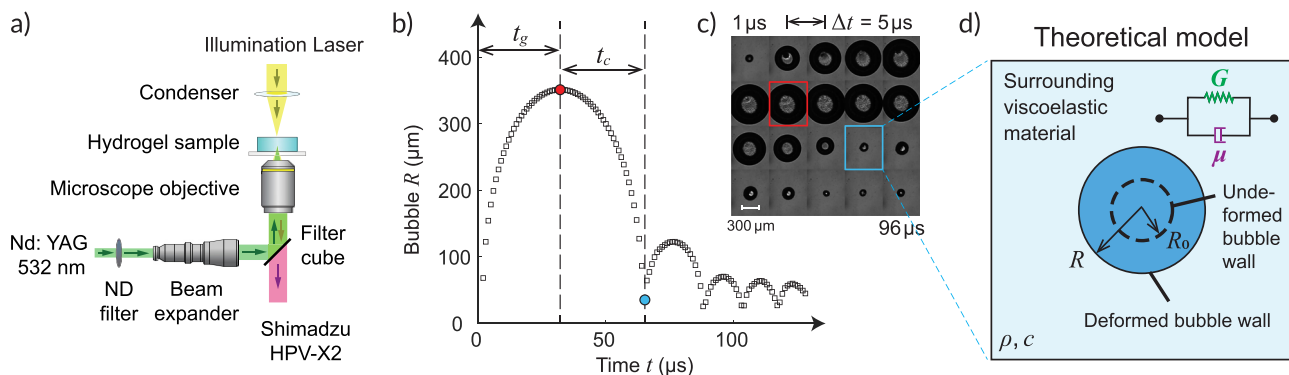 a)
Illumination Laser
Condenser
Hydrogel sample
Microscope objective
Nd: YAG
532 nm
ND
filter
Beam
expander
Filter
cube
Shimadzu
HPV-X2
b)
t_g
t_c
400
300
200
100
0
0
50
100
Bubble R (µm)
Time t (µs)
c)
1 µs
Δt = 5 µs
300 µm
96 µs
d)
Theoretical model
Surrounding
viscoelastic
material
G
µ
Unde-
formed
bubble
wall
R
R₀
Deformed bubble wall
ρ, c